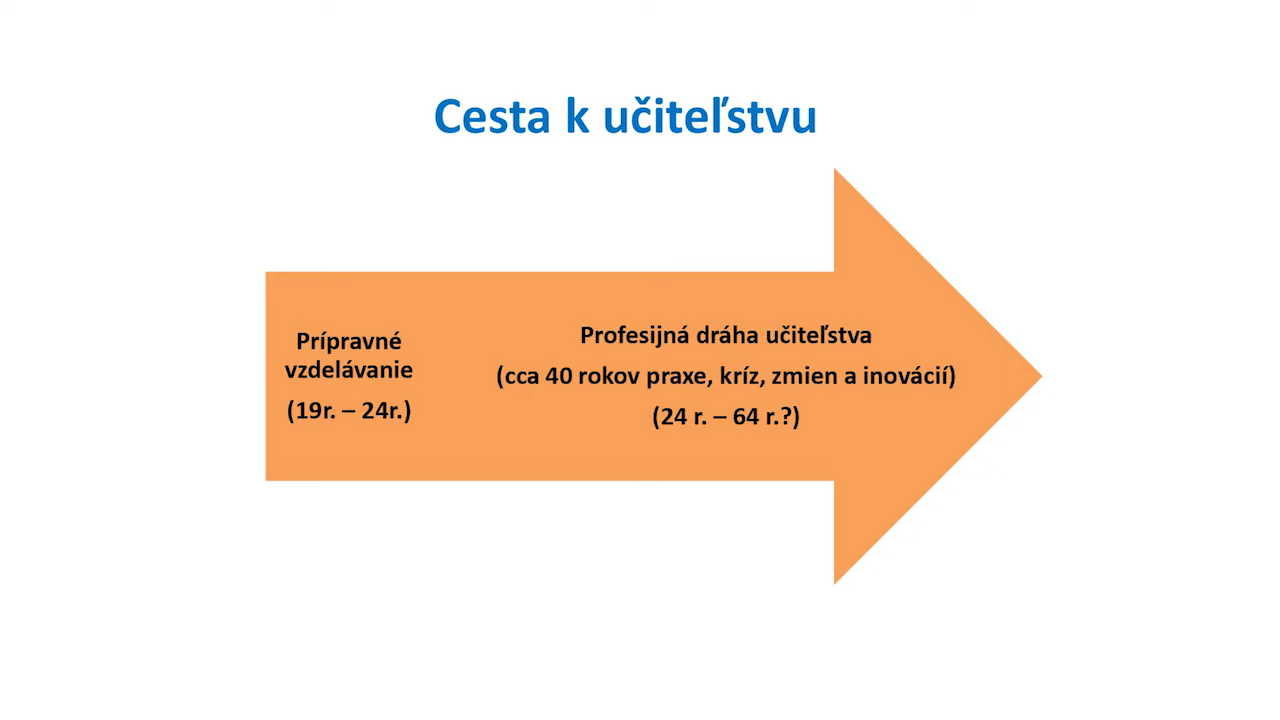 Cesta k učiteľstvu
Prípravné
vzdelávanie
(19r. – 24r.)
Profesijná dráha učiteľstva
(cca 40 rokov praxe, kríz, zmien a inovácií)
(24 r. – 64 r.?)